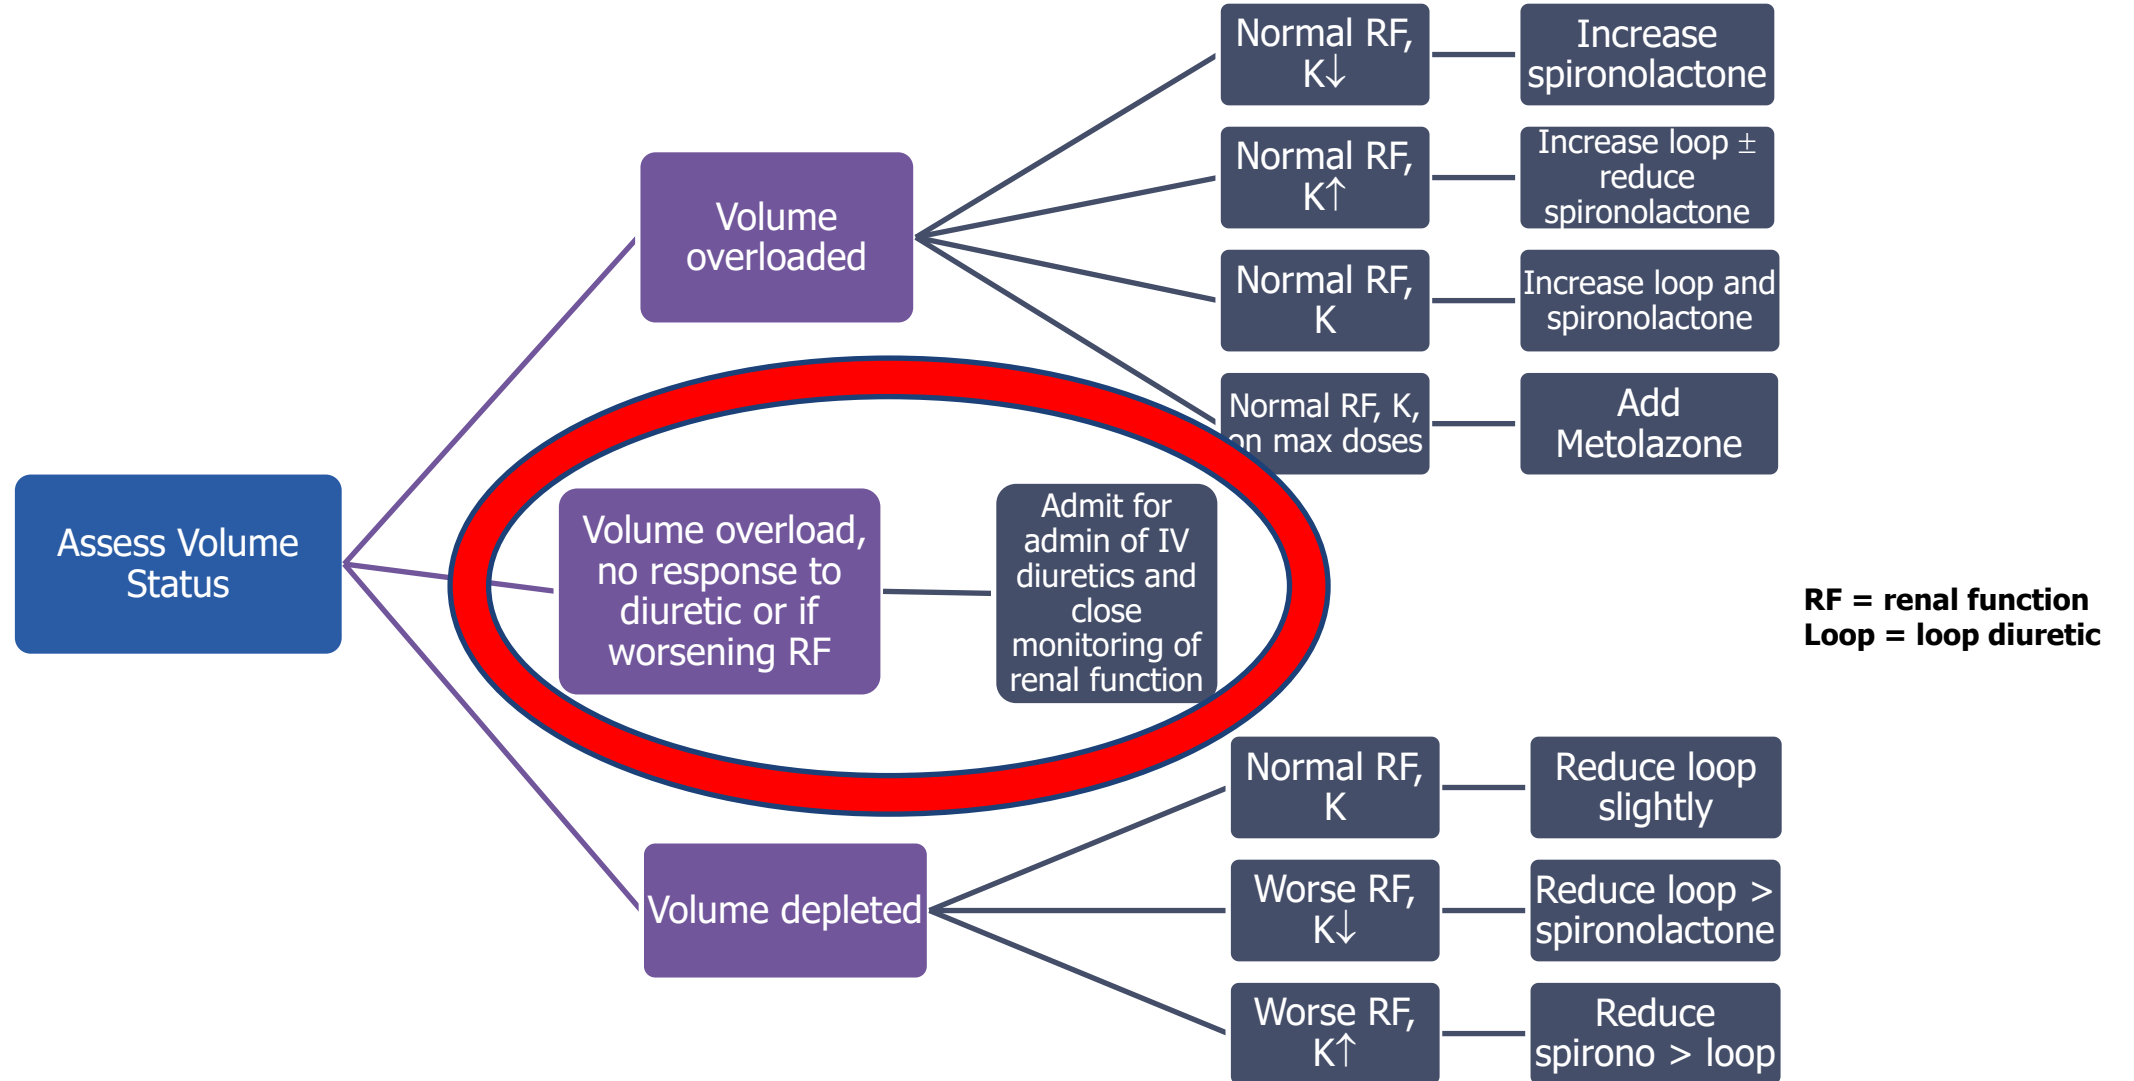 Assess Volume
Status
Volume
overloaded
Normal RF,
K↓
Increase
spironolactone
Normal RF,
K↑
Increase loop ±
reduce
spironolactone
Normal RF,
K
Increase loop and
spironolactone
Normal RF, K,
on max doses
Add
Metolazone
Volume overload,
no response to
diuretic or if
worsening RF
Admit for
admin of IV
diuretics and
close
monitoring of
renal function
Volume depleted
Normal RF,
K
Reduce loop
slightly
Worse RF,
K↓
Reduce loop >
spironolactone
Worse RF,
K↑
Reduce
spirono > loop
RF = renal function
Loop = loop diuretic